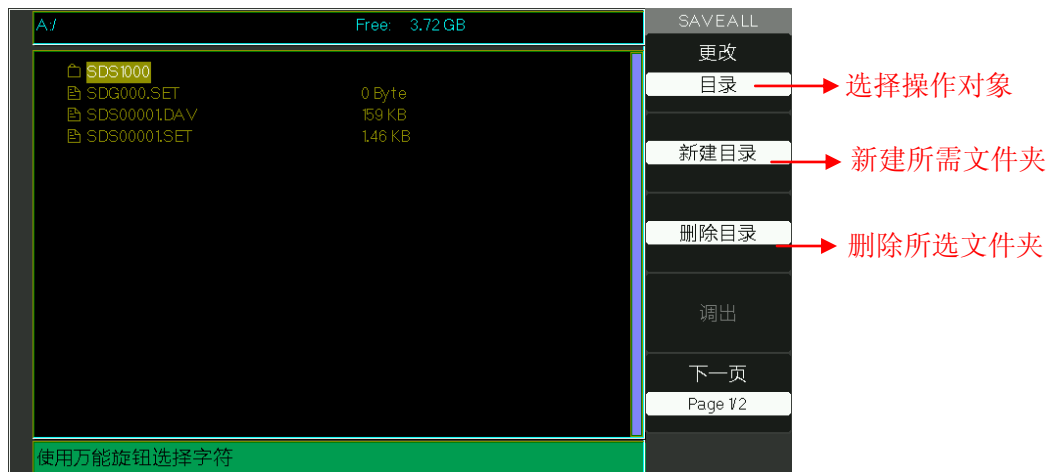 A:/ Free: 3.72 GB
SDS1000
SDG000.SET 0 Byte
SDS00001.DAV 159 KB
SDS00001.SET 1.46 KB
使用万能旋钮选择字符
SAVEALL
更改
目录
新建目录
删除目录
调出
下一页
Page 1/2
选择操作对象
新建所需文件夹
删除所选文件夹